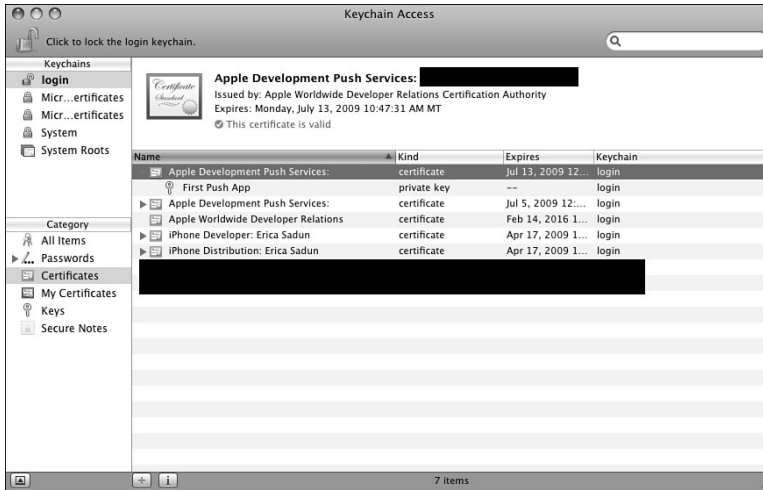 Keychain Access
Click to lock the login keychain.
Keychains
login
Micr...ertificates
Micr...ertificates
System
System Roots
Category
All Items
Passwords
Certificates
My Certificates
Keys
Secure Notes
Certificate
Standard
Apple Development Push Services:
Issued by: Apple Worldwide Developer Relations Certification Authority
Expires: Monday, July 13, 2009 10:47:31 AM MT
This certificate is valid
Name Kind Expires Keychain
Apple Development Push Services: certificate Jul 13, 2009 12... login
First Push App private key -- login
Apple Development Push Services: certificate Jul 5, 2009 12:... login
Apple Worldwide Developer Relations certificate Feb 14, 2016 1... login
iPhone Developer: Erica Sadun certificate Apr 17, 2009 1... login
iPhone Distribution: Erica Sadun certificate Apr 17, 2009 1... login
7 items